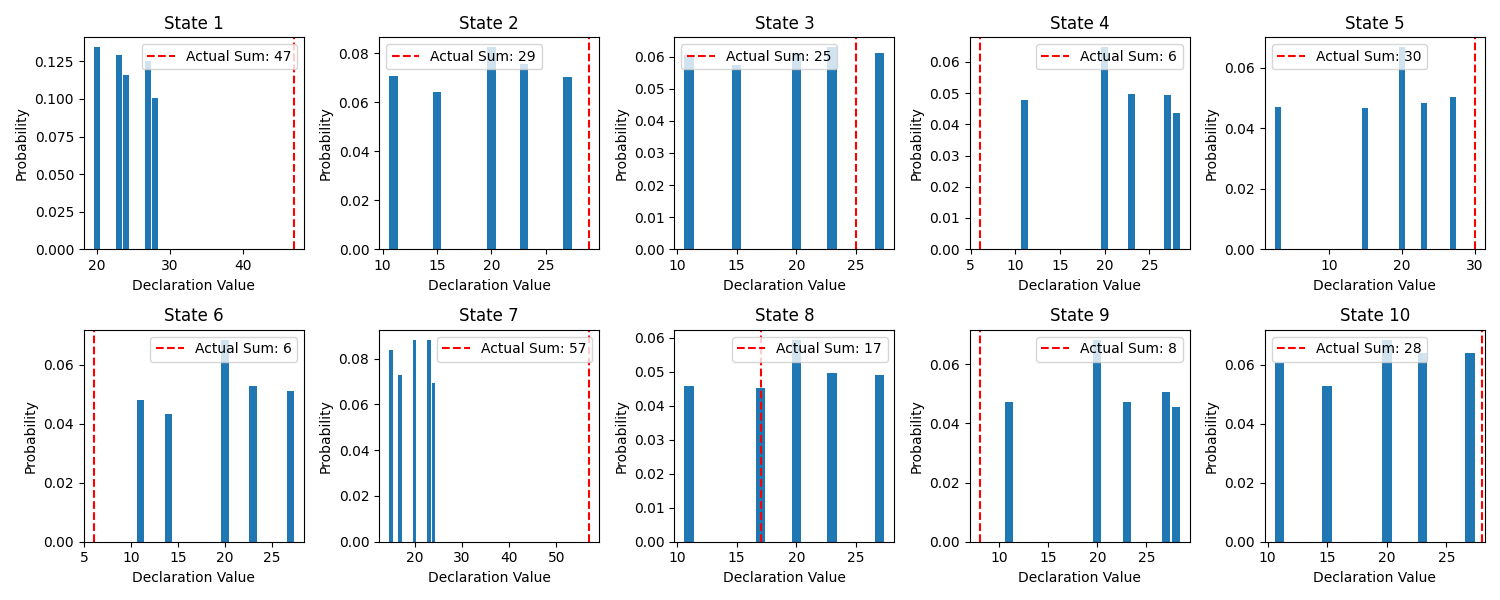 State 1
Actual Sum: 47
Probability
0.125
0.100
0.075
0.050
0.025
0.000
20 30 40
Declaration Value
State 2
Actual Sum: 29
Probability
0.08
0.06
0.04
0.02
0.00
10 15 20 25
Declaration Value
State 3
Actual Sum: 25
Probability
0.06
0.05
0.04
0.03
0.02
0.01
0.00
10 15 20 25
Declaration Value
State 4
Actual Sum: 6
Probability
0.06
0.05
0.04
0.03
0.02
0.01
0.00
5 10 15 20 25
Declaration Value
State 5
Actual Sum: 30
Probability
0.06
0.04
0.02
0.00
10 20 30
Declaration Value
State 6
Actual Sum: 6
Probability
0.06
0.04
0.02
0.00
5 10 15 20 25
Declaration Value
State 7
Actual Sum: 57
Probability
0.08
0.06
0.04
0.02
0.00
20 30 40 50
Declaration Value
State 8
Actual Sum: 17
Probability
0.06
0.05
0.04
0.03
0.02
0.01
0.00
10 15 20 25
Declaration Value
State 9
Actual Sum: 8
Probability
0.06
0.04
0.02
0.00
10 15 20 25
Declaration Value
State 10
Actual Sum: 28
Probability
0.06
0.04
0.02
0.00
10 15 20 25
Declaration Value